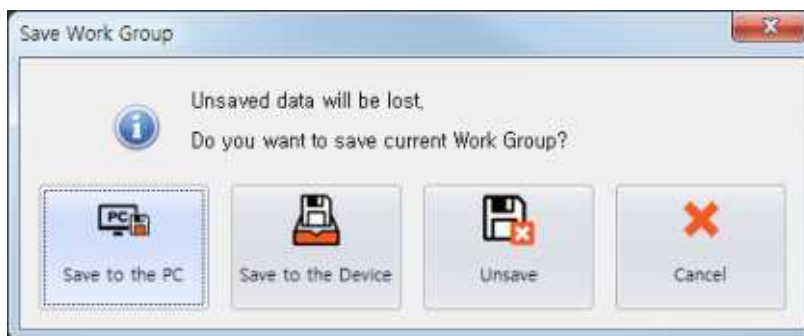 Save Work Group
Unsaved data will be lost,
Do you want to save current Work Group?
PC
Save to the PC
Save to the Device
Unsave
Cancel